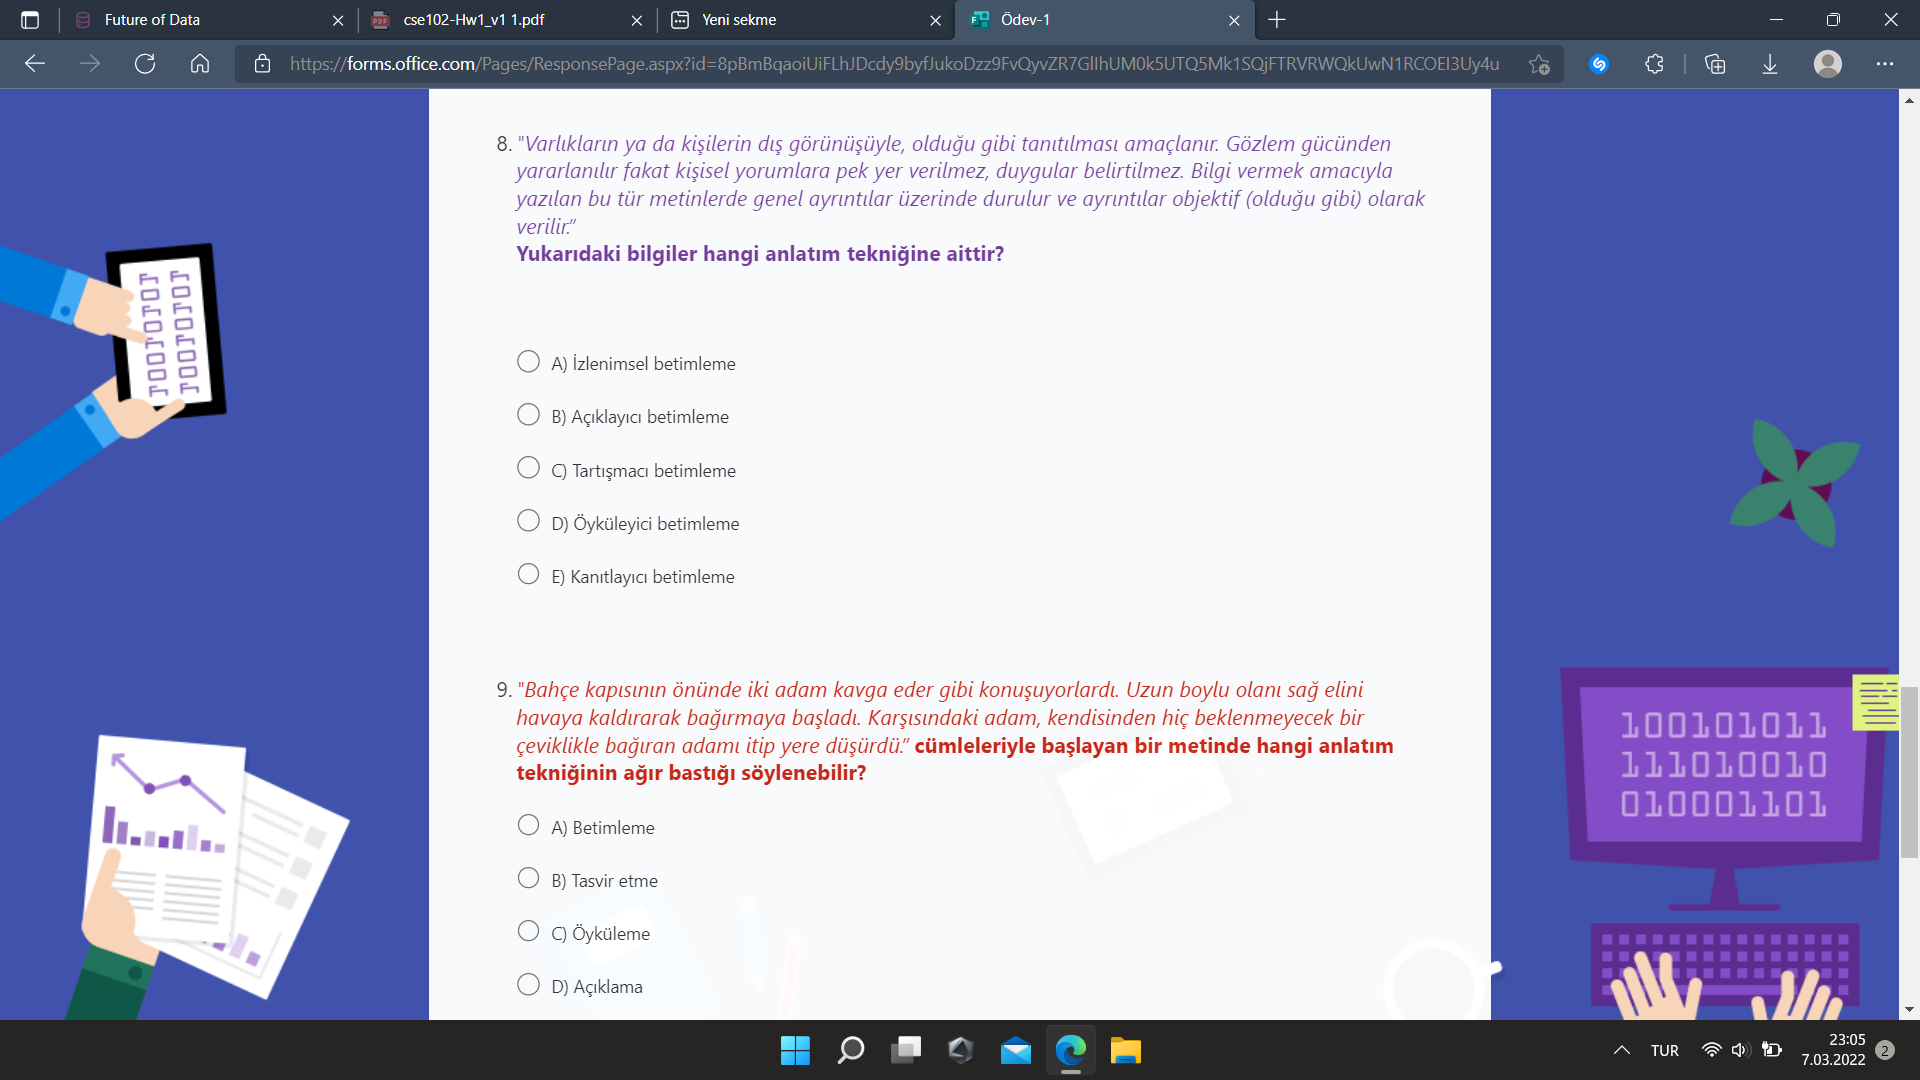 Future of Data
cse102-Hw1_v1 1.pdf
Yeni sekme
Ödev-1
https://forms.office.com/Pages/ResponsePage.aspx?id=8pBmBqaoiUiFLhJDcdy9byfJukoDzz9FvQyvZR7GlIhUM0k5UTQ5Mk1SQjFTRVRWQkUwN1RCOEI3Uy4u
8. "Varlıkların ya da kişilerin dış görünüşüyle, olduğu gibi tanıtılması amaçlanır. Gözlem gücünden
yararlanılır fakat kişisel yorumlara pek yer verilmez, duygular belirtilmez. Bilgi vermek amacıyla
yazılan bu tür metinlerde genel ayrıntılar üzerinde durulur ve ayrıntılar objektif (olduğu gibi) olarak
verilir."
Yukarıdaki bilgiler hangi anlatım tekniğine aittir?
A) İzlenimsel betimleme
B) Açıklayıcı betimleme
C) Tartışmacı betimleme
D) Öyküleyici betimleme
E) Kanıtlayıcı betimleme
9. "Bahçe kapısının önünde iki adam kavga eder gibi konuşuyorlardı. Uzun boylu olanı sağ elini
havaya kaldırarak bağırmaya başladı. Karşısındaki adam, kendisinden hiç beklenmeyecek bir
çeviklikle bağıran adamı itip yere düşürdü." cümleleriyle başlayan bir metinde hangi anlatım
tekniğinin ağır bastığı söylenebilir?
A) Betimleme
B) Tasvir etme
C) Öyküleme
D) Açıklama
100101011
111010010
010001101
TUR
23:05
7.03.2022
2